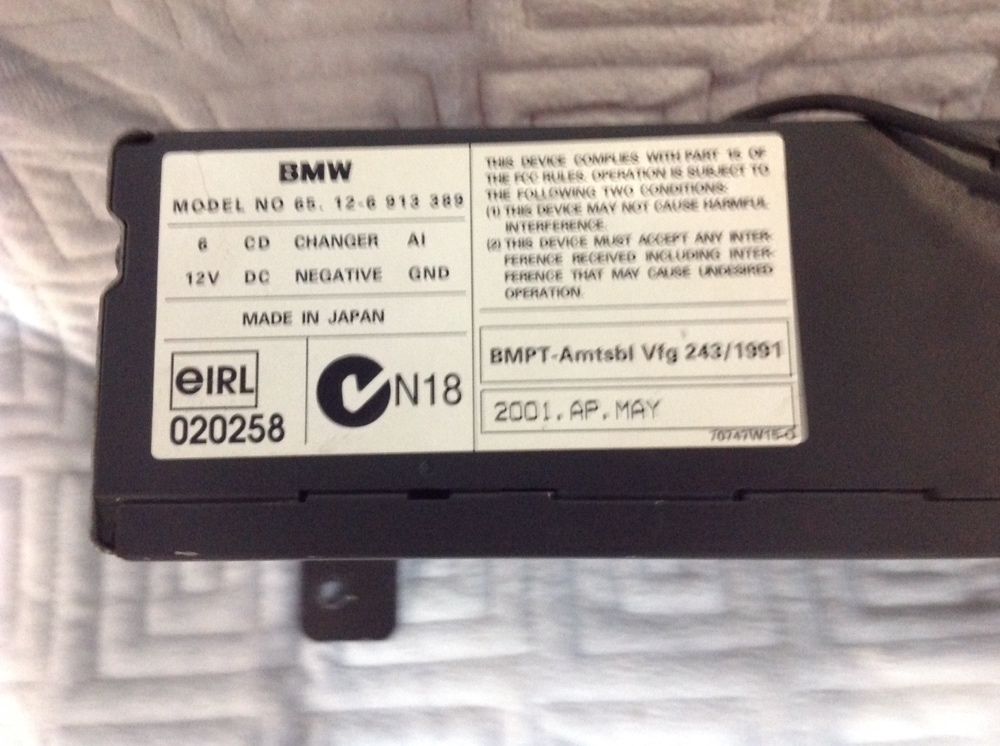 BMW
MODEL NO 65. 12-6 913 389
6 CD CHANGER AI
12V DC NEGATIVE GND
MADE IN JAPAN
eIRL
020258
N18
THIS DEVICE COMPLIES WITH PART 15 OF
THE FCC RULES. OPERATION IS SUBJECT TO
THE FOLLOWING TWO CONDITIONS:
(1) THIS DEVICE MAY NOT CAUSE HARMFUL
INTERFERENCE.
(2) THIS DEVICE MUST ACCEPT ANY INTER-
FERENCE RECEIVED INCLUDING INTER-
FERENCE THAT MAY CAUSE UNDESIRED
OPERATION.
BMPT-Amtsbl Vfg 243/1991
2001.AP.MAY